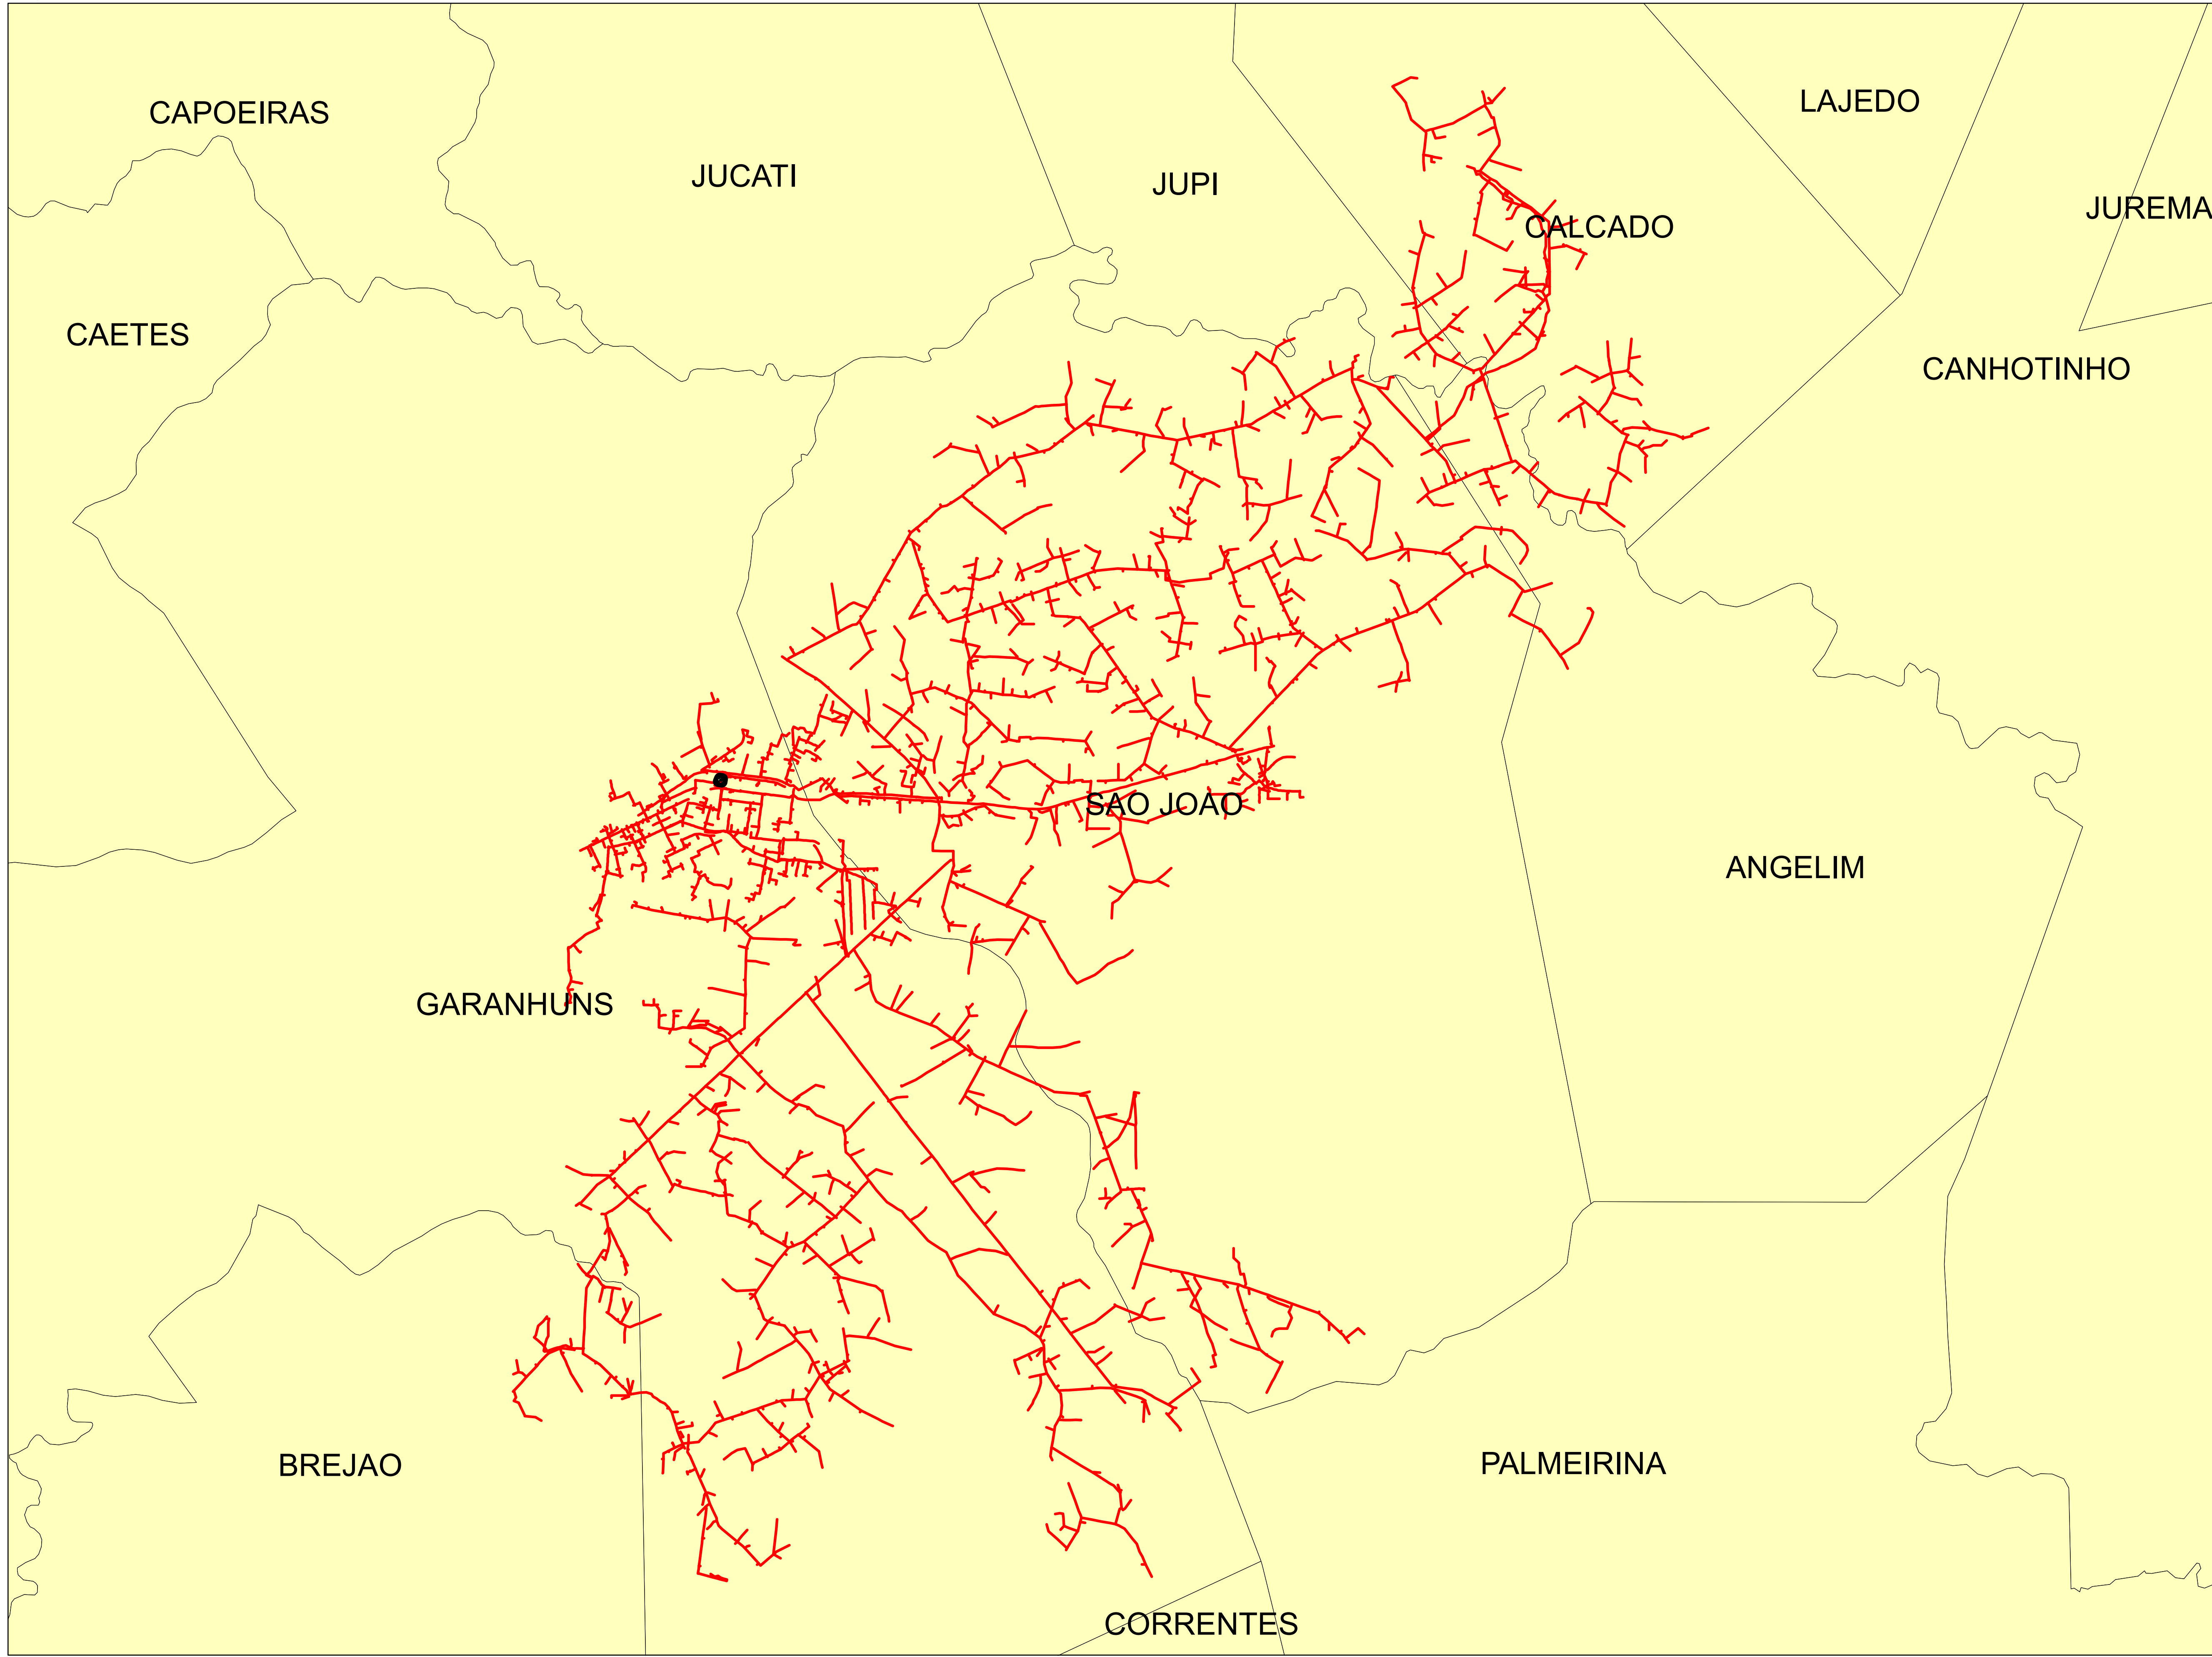 LAJEDO
CAPOEIRAS
JUCATI
JUPI
JUREMA
CALCADO
CAETES
CANHOTINHO
SAO JOAO
ANGELIM
GARANHUNS
PALMEIRINA
BREJAO
CORRENTES